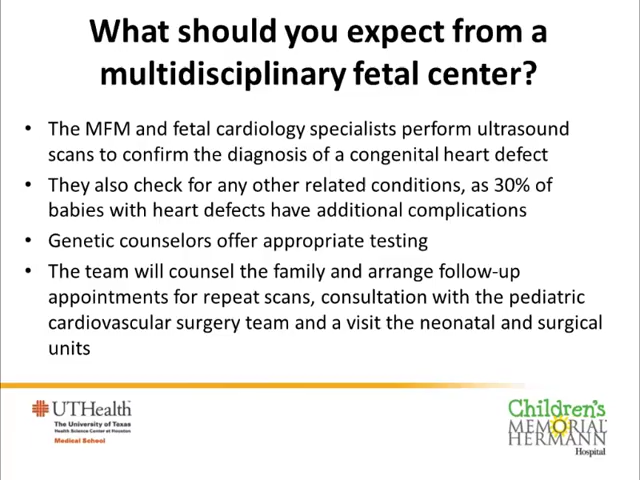 What should you expect from a
multidisciplinary fetal center?
• The MFM and fetal cardiology specialists perform ultrasound
scans to confirm the diagnosis of a congenital heart defect
• They also check for any other related conditions, as 30% of
babies with heart defects have additional complications
• Genetic counselors offer appropriate testing
• The team will counsel the family and arrange follow-up
appointments for repeat scans, consultation with the pediatric
cardiovascular surgery team and a visit the neonatal and surgical
units
UTHealth
The University of Texas
Health Science Center at Houston
Medical School
Children's
MEMORIAL
HERMANN
Hospital